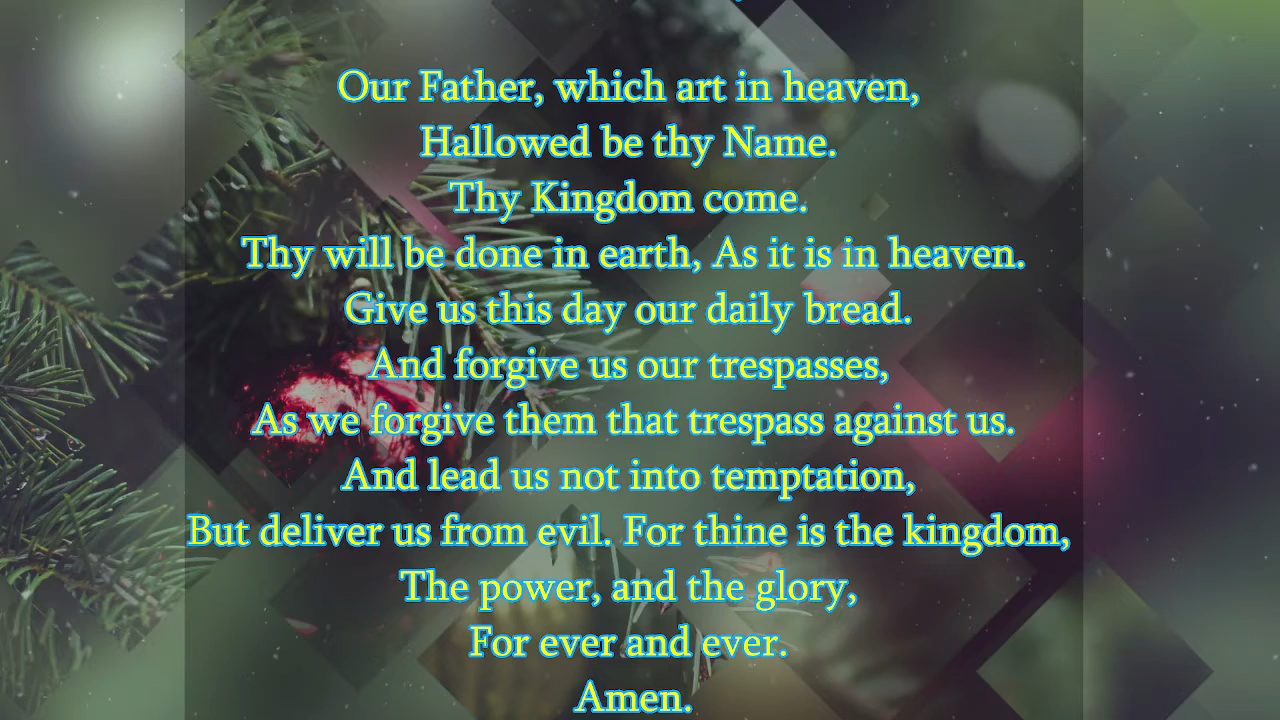 Our Father, which art in heaven,
Hallowed be thy Name.
Thy Kingdom come.
Thy will be done in earth, As it is in heaven.
Give us this day our daily bread.
And forgive us our trespasses,
As we forgive them that trespass against us.
And lead us not into temptation,
But deliver us from evil. For thine is the kingdom,
The power, and the glory,
For ever and ever.
Amen.